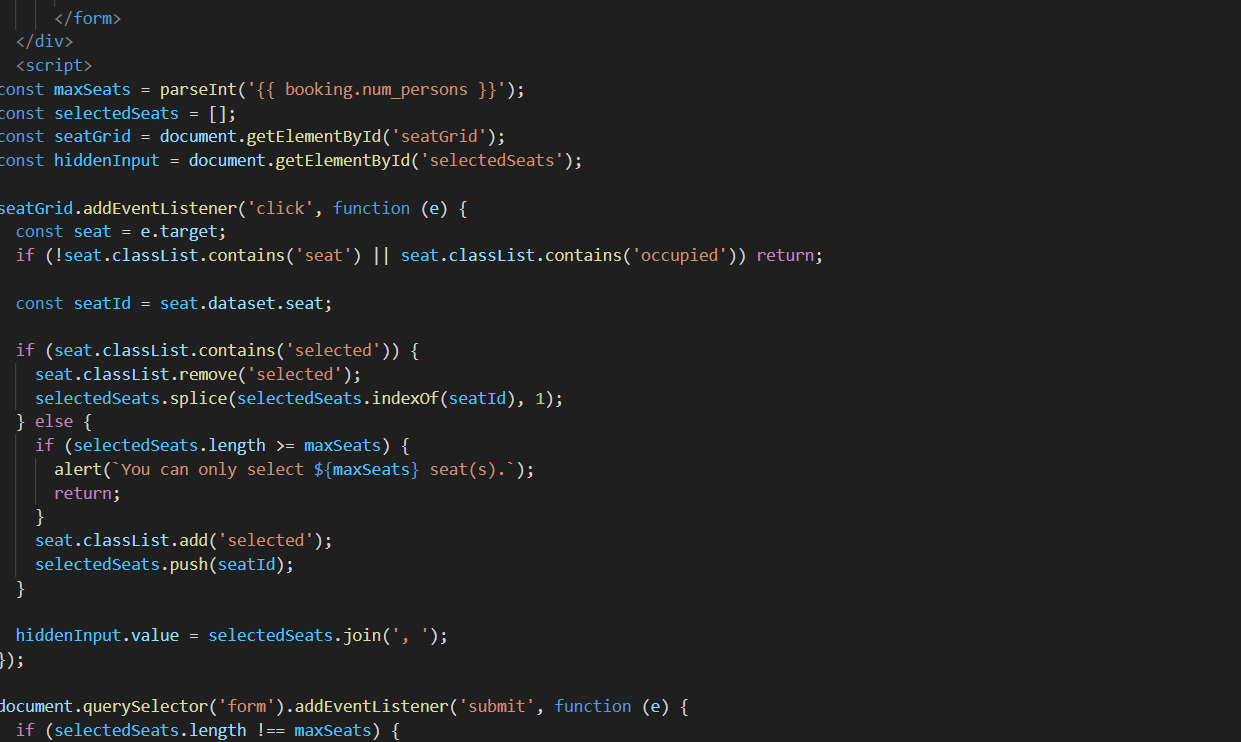 </form>
</div>
<script>
const maxSeats = parseInt('{{ booking.num_persons }}');
const selectedSeats = [];
const seatGrid = document.getElementById('seatGrid');
const hiddenInput = document.getElementById('selectedSeats');
seatGrid.addEventListener('click', function (e) {
const seat = e.target;
if (!seat.classList.contains('seat') || seat.classList.contains('occupied')) return;
const seatId = seat.dataset.seat;
if (seat.classList.contains('selected')) {
seat.classList.remove('selected');
selectedSeats.splice(selectedSeats.indexOf(seatId), 1);
} else {
if (selectedSeats.length >= maxSeats) {
alert(`You can only select ${maxSeats} seat(s).`);
return;
}
seat.classList.add('selected');
selectedSeats.push(seatId);
}
hiddenInput.value = selectedSeats.join(', ');
});
document.querySelector('form').addEventListener('submit', function (e) {
if (selectedSeats.length !== maxSeats) {